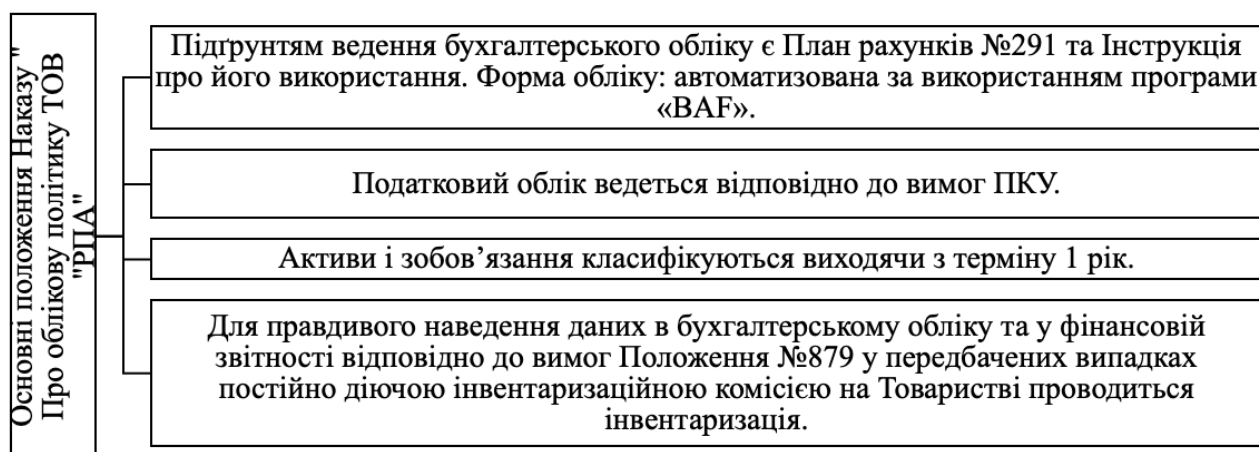 Основні положення Наказу "
Про облікову політику ТОВ
"РПА"
Підґрунтям ведення бухгалтерського обліку є План рахунків №291 та Інструкція
про його використання. Форма обліку: автоматизована за використанням програми
«BAF».
Податковий облік ведеться відповідно до вимог ПКУ.
Активи і зобов’язання класифікуються виходячи з терміну 1 рік.
Для правдивого наведення даних в бухгалтерському обліку та у фінансовій
звітності відповідно до вимог Положення №879 у передбачених випадках
постійно діючою інвентаризаційною комісією на Товаристві проводиться
інвентаризація.